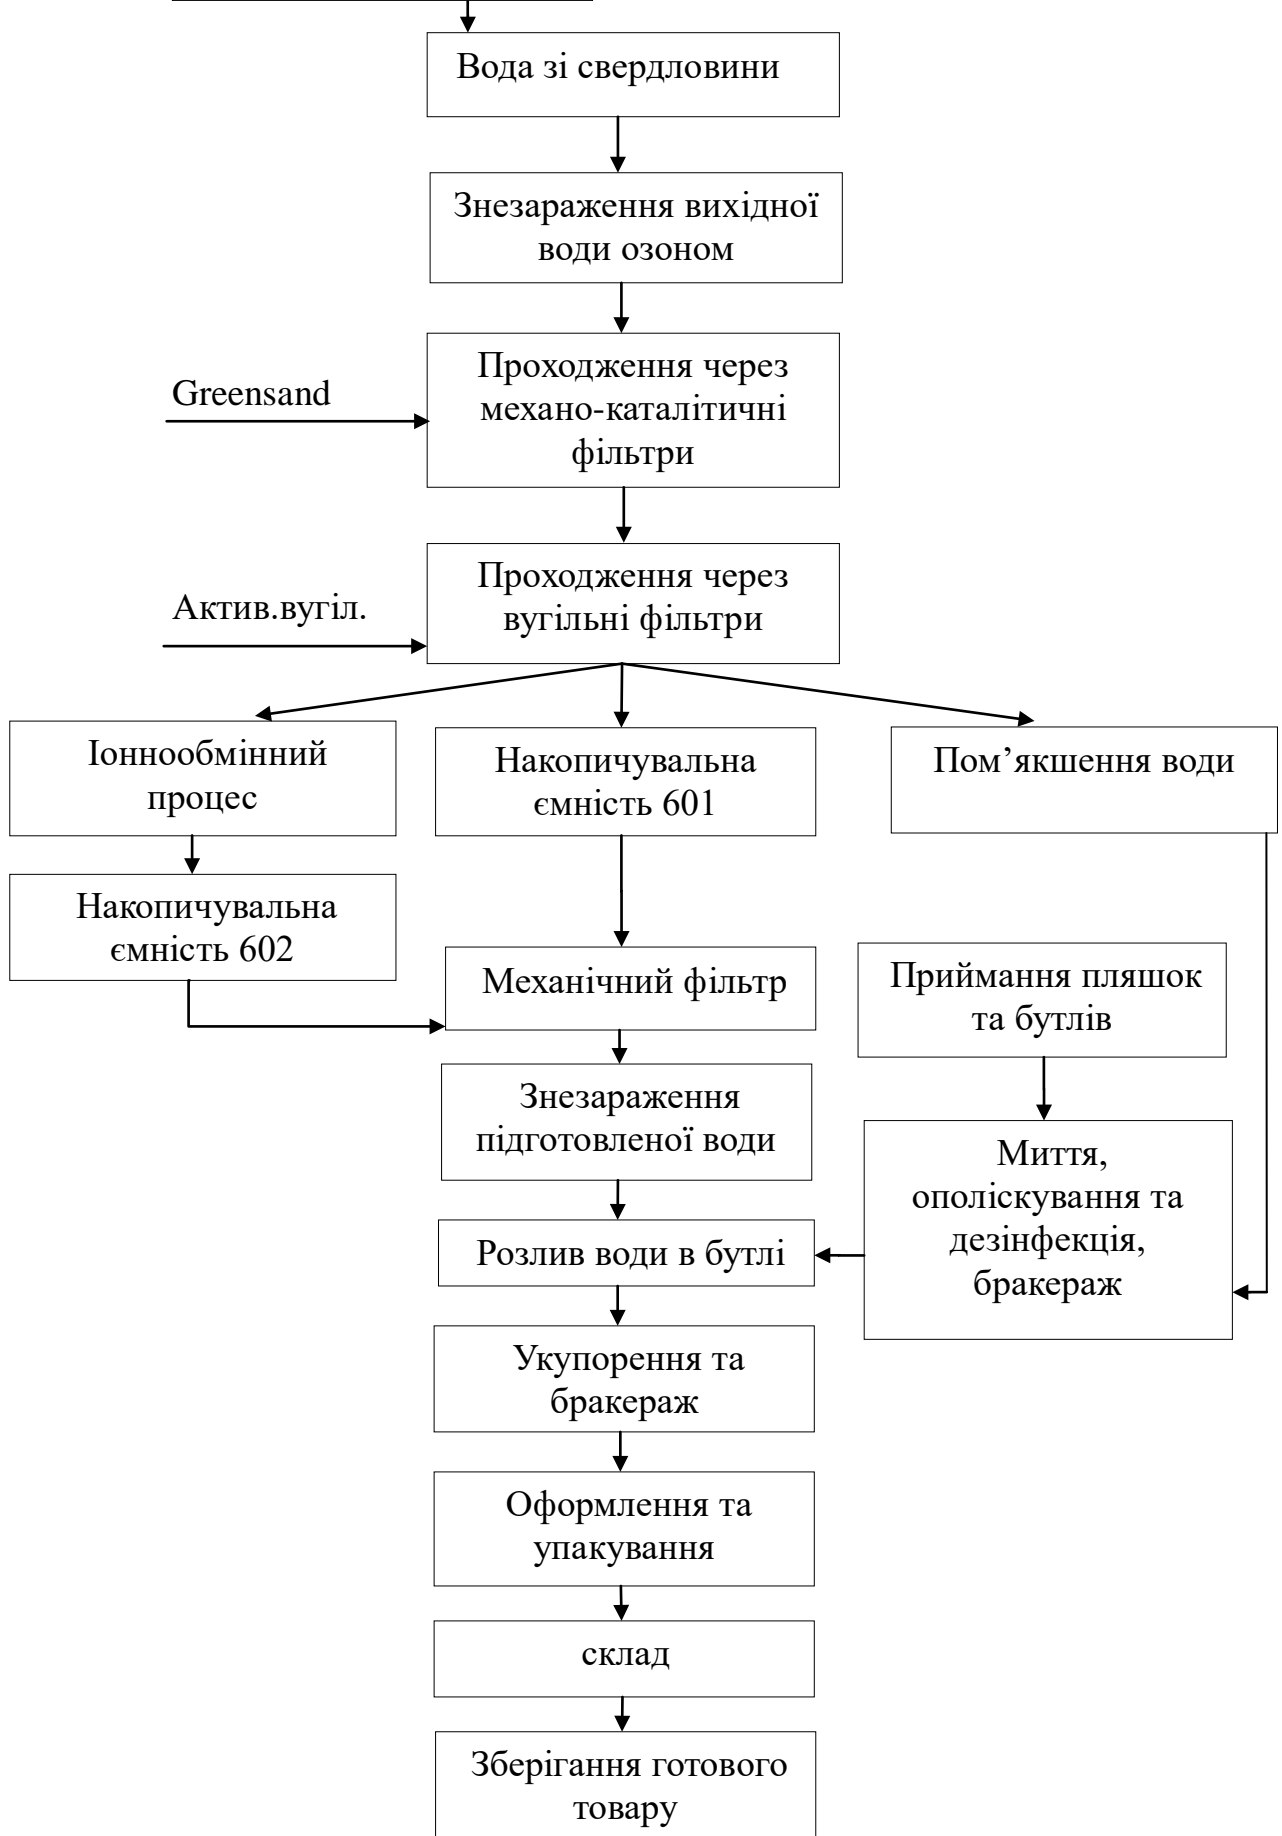 Вода зі свердловини
Знезараження вихідної
води озоном
Greensand
Проходження через
механо-каталітичні
фільтри
Актив.вугіл.
Проходження через
вугільні фільтри
Іоннообмінний
процес
Накопичувальна
ємність 601
Пом’якшення води
Накопичувальна
ємність 602
Механічний фільтр
Приймання пляшок
та бутлів
Знезараження
підготовленої води
Миття,
ополіскування та
дезінфекція,
бракераж
Розлив води в бутлі
Укупорення та
бракераж
Оформлення та
упакування
склад
Зберігання готового
товару